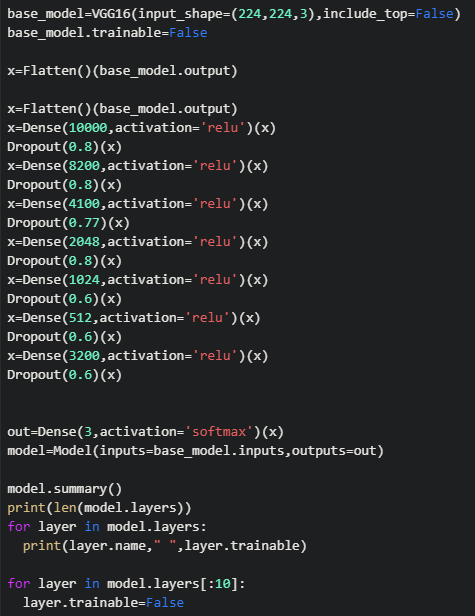 base_model=VGG16(input_shape=(224,224,3),include_top=False)
base_model.trainable=False
x=Flatten()(base_model.output)
x=Flatten()(base_model.output)
x=Dense(10000,activation='relu')(x)
Dropout(0.8)(x)
x=Dense(8200,activation='relu')(x)
Dropout(0.8)(x)
x=Dense(4100,activation='relu')(x)
Dropout(0.77)(x)
x=Dense(2048,activation='relu')(x)
Dropout(0.8)(x)
x=Dense(1024,activation='relu')(x)
Dropout(0.6)(x)
x=Dense(512,activation='relu')(x)
Dropout(0.6)(x)
x=Dense(3200,activation='relu')(x)
Dropout(0.6)(x)
out=Dense(3,activation='softmax')(x)
model=Model(inputs=base_model.inputs,outputs=out)
model.summary()
print(len(model.layers))
for layer in model.layers:
  print(layer.name," ",layer.trainable)
for layer in model.layers[:10]:
  layer.trainable=False